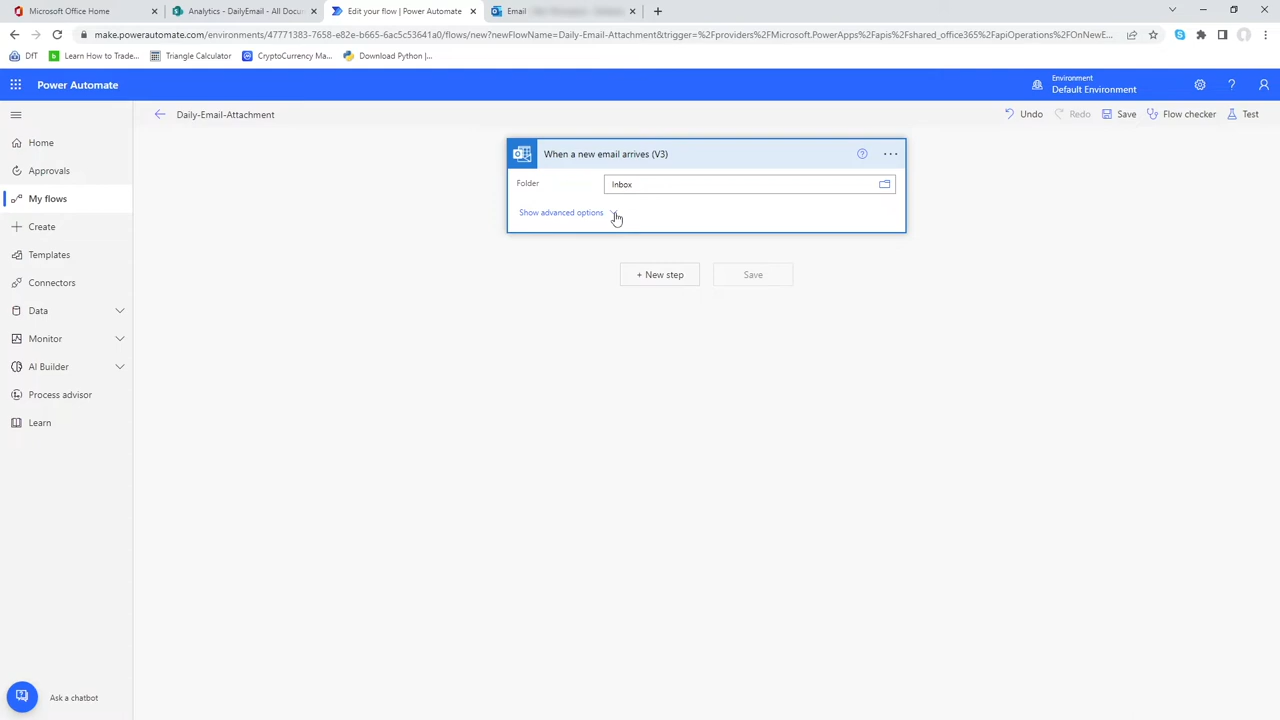 Microsoft Office Home
Analytics - DailyEmail - All Docum
Edit your flow | Power Automate
Email
make.powerautomate.com/environments/47771383-7658-e82e-b665-6ac5c53641a0/flows/new?newFlowName=Daily-Email-Attachment&trigger=%2Fproviders%2FMicrosoft.PowerApps%2Fapis%2Fshared_office365%2FapiOperations%2FOnNewE...
DfT
Learn How to Trade...
Triangle Calculator
CryptoCurrency Ma...
Download Python |...
Power Automate
Environment
Default Environment
Daily-Email-Attachment
Undo
Redo
Save
Flow checker
Test
Home
Approvals
My flows
Create
Templates
Connectors
Data
Monitor
AI Builder
Process advisor
Learn
Ask a chatbot
When a new email arrives (V3)
Folder
Inbox
Show advanced options
+ New step
Save